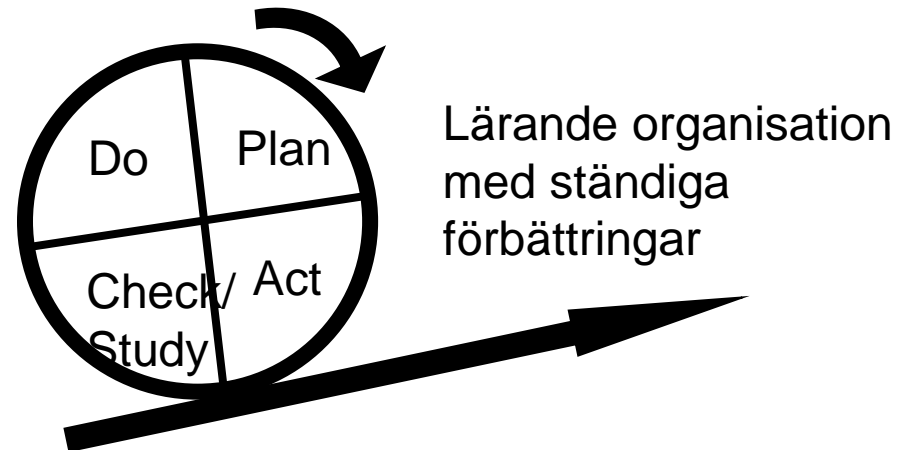 Do
Plan
Check/
Study
Act
Lärande organisation
med ständiga
förbättringar